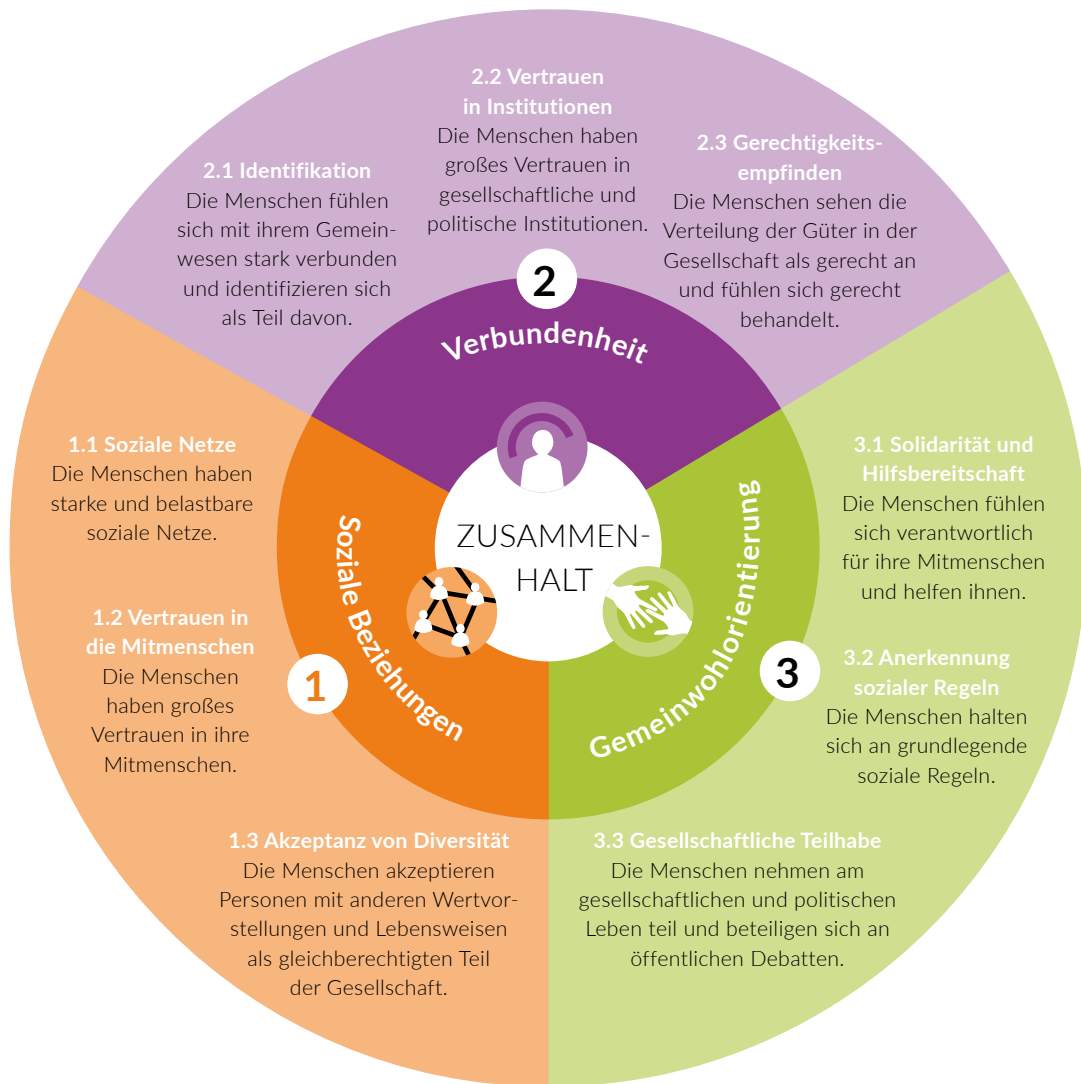 ZUSAMMEN-
HALT
1
Soziale Beziehungen
1.1 Soziale Netze
Die Menschen haben
starke und belastbare
soziale Netze.
1.2 Vertrauen in
die Mitmenschen
Die Menschen
haben großes
Vertrauen in ihre
Mitmenschen.
1.3 Akzeptanz von Diversität
Die Menschen akzeptieren
Personen mit anderen Wertvor-
stellungen und Lebensweisen
als gleichberechtigten Teil
der Gesellschaft.
2
Verbundenheit
2.1 Identifikation
Die Menschen fühlen
sich mit ihrem Gemein-
wesen stark verbunden
und identifizieren sich
als Teil davon.
2.2 Vertrauen
in Institutionen
Die Menschen haben
großes Vertrauen in
gesellschaftliche und
politische Institutionen.
2.3 Gerechtigkeits-
empfinden
Die Menschen sehen die
Verteilung der Güter in der
Gesellschaft als gerecht an
und fühlen sich gerecht
behandelt.
3
Gemeinwohlorientierung
3.1 Solidarität und
Hilfsbereitschaft
Die Menschen fühlen
sich verantwortlich
für ihre Mitmenschen
und helfen ihnen.
3.2 Anerkennung
sozialer Regeln
Die Menschen halten
sich an grundlegende
soziale Regeln.
3.3 Gesellschaftliche Teilhabe
Die Menschen nehmen am
gesellschaftlichen und politischen
Leben teil und beteiligen sich an
öffentlichen Debatten.